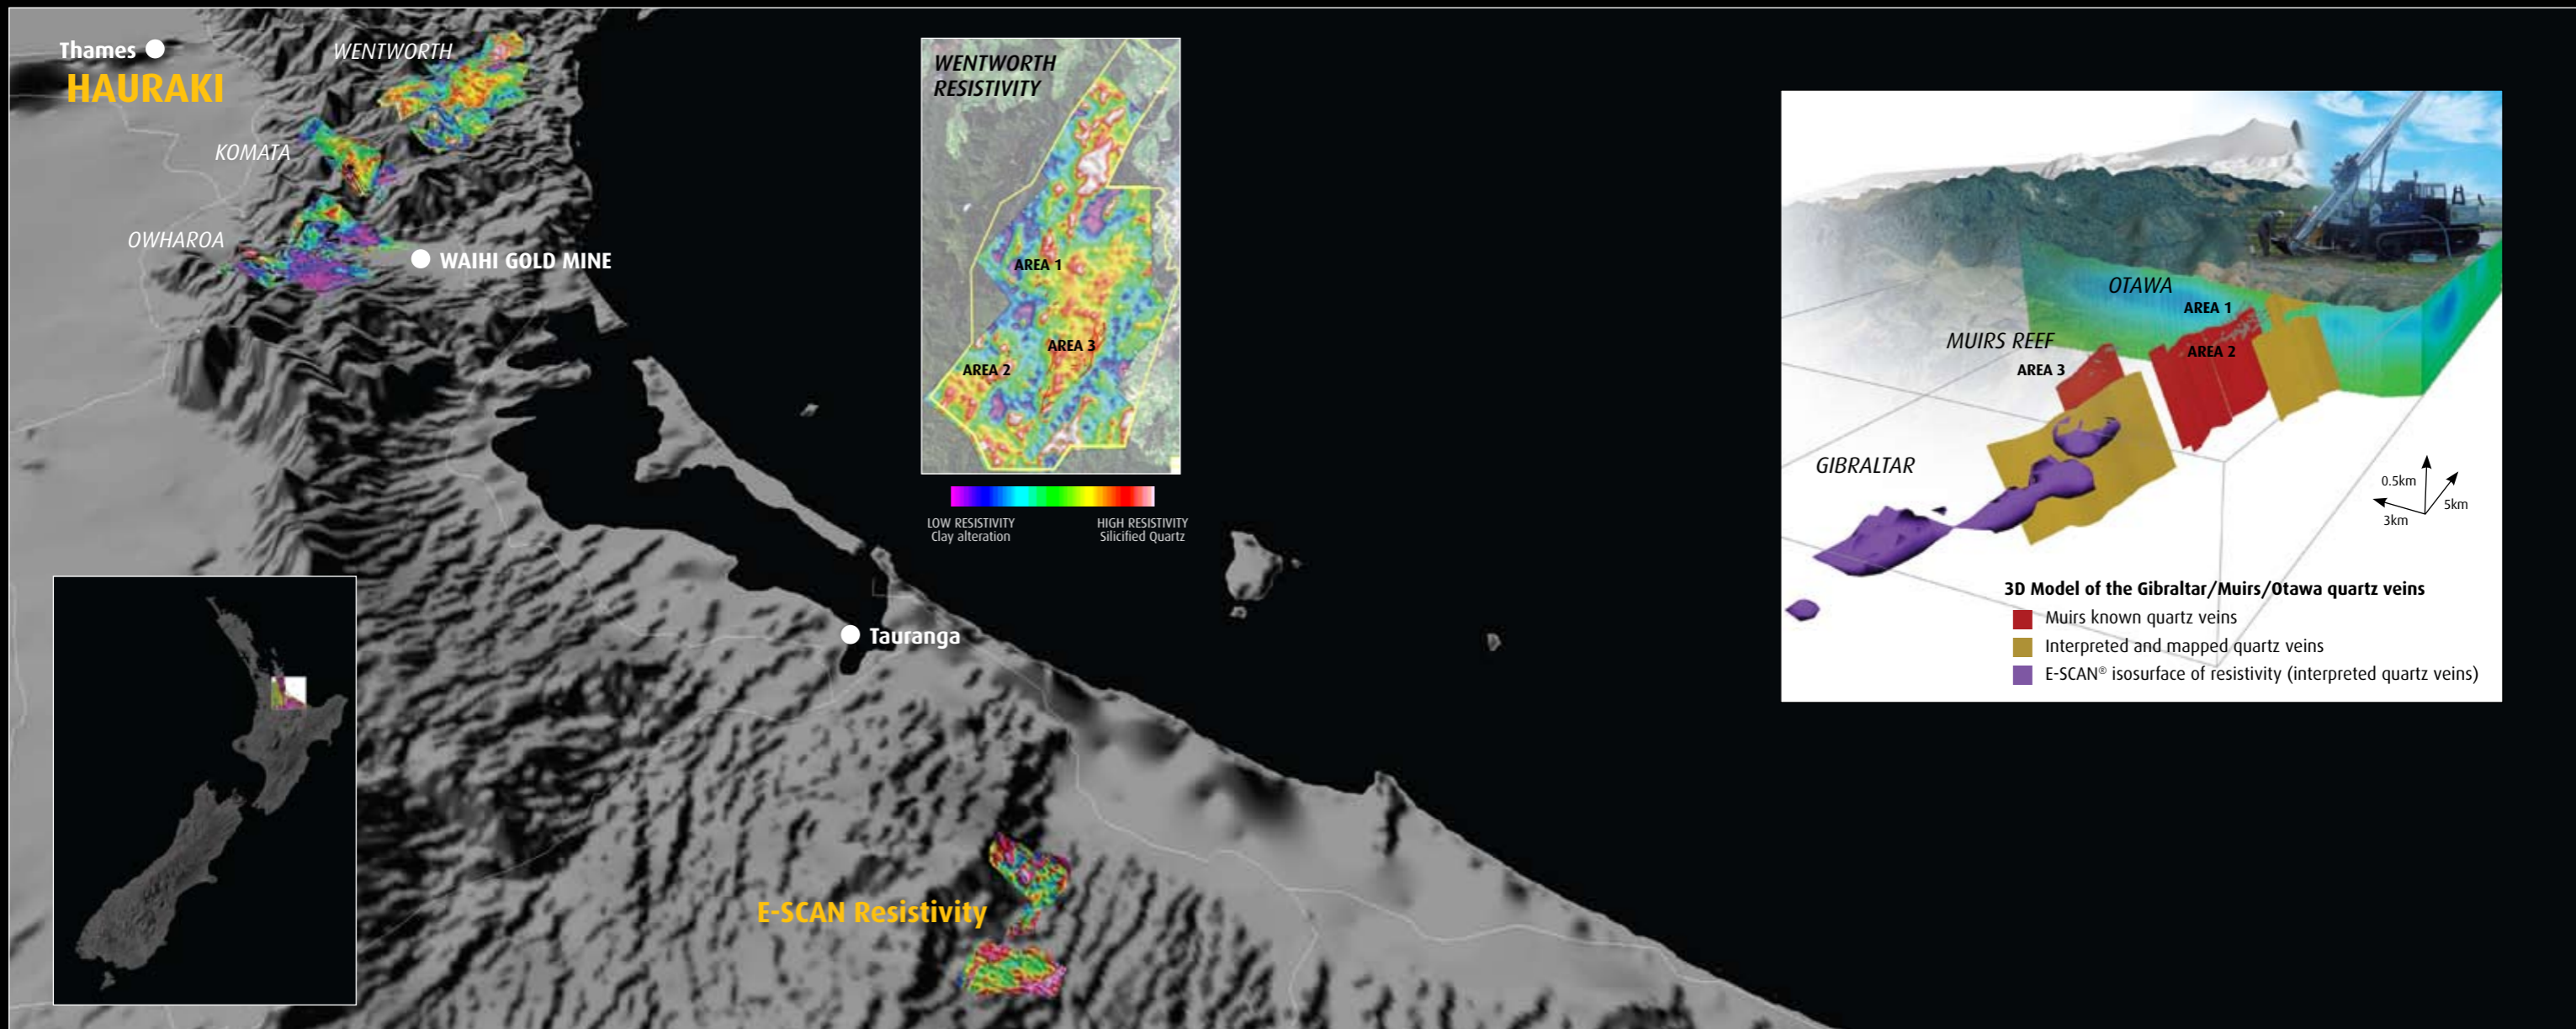 Thames
HAURAKI
WENTWORTH
KOMATA
OWHAROA
WAIHI GOLD MINE
Tauranga
E-SCAN Resistivity
WENTWORTH
RESISTIVITY
AREA 1
AREA 3
AREA 2
LOW RESISTIVITY
Clay alteration
HIGH RESISTIVITY
Silicified Quartz
OTAWA
AREA 1
MUIRS REEF
AREA 2
AREA 3
GIBRALTAR
0.5km
5km
3km
3D Model of the Gibraltar/Muirs/Otawa quartz veins
Muirs known quartz veins
Interpreted and mapped quartz veins
E-SCAN® isosurface of resistivity (interpreted quartz veins)